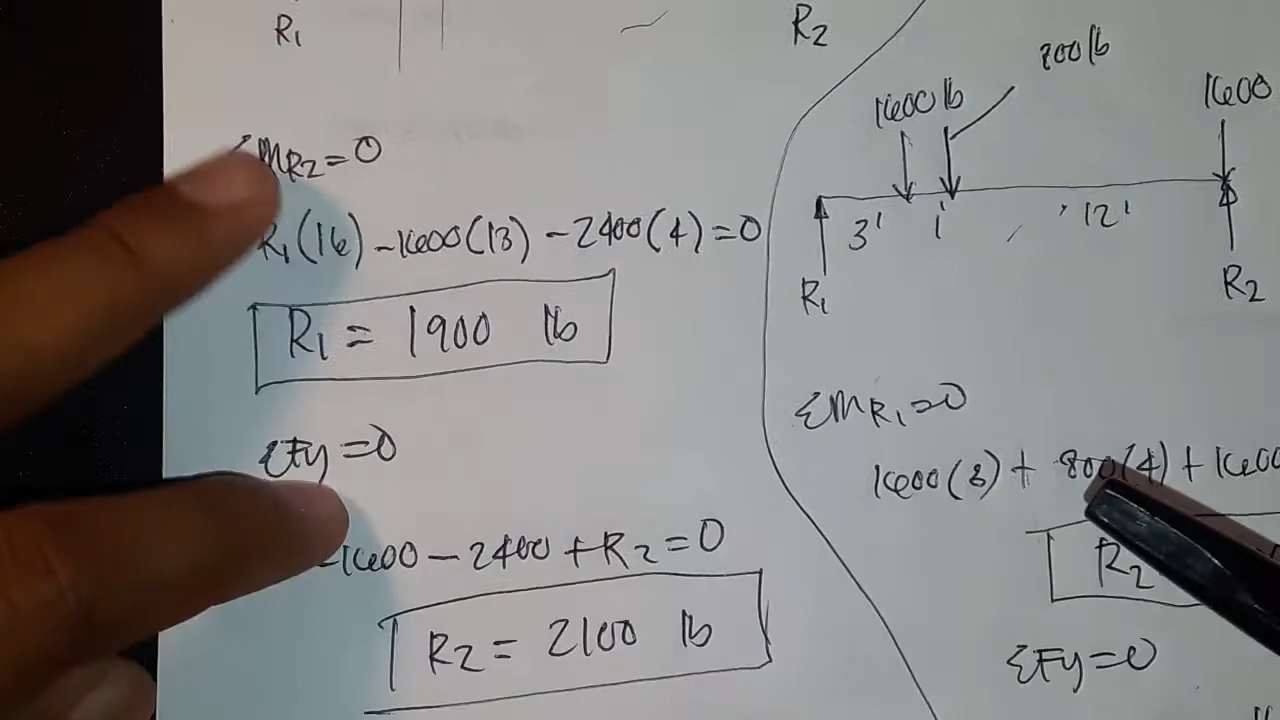 R1
R2
ΣMR2=0
R1(16) -1600(13) -2400(4)=0
R1 = 1900 lb
ΣFy=0
-1600 -2400 +R2=0
R2 = 2100 lb
800 lb
1600 lb
1600
3' 1' 12'
R1
R2
ΣMR1=0
1600(3) + 800(4) + 1600
R2
ΣFy=0